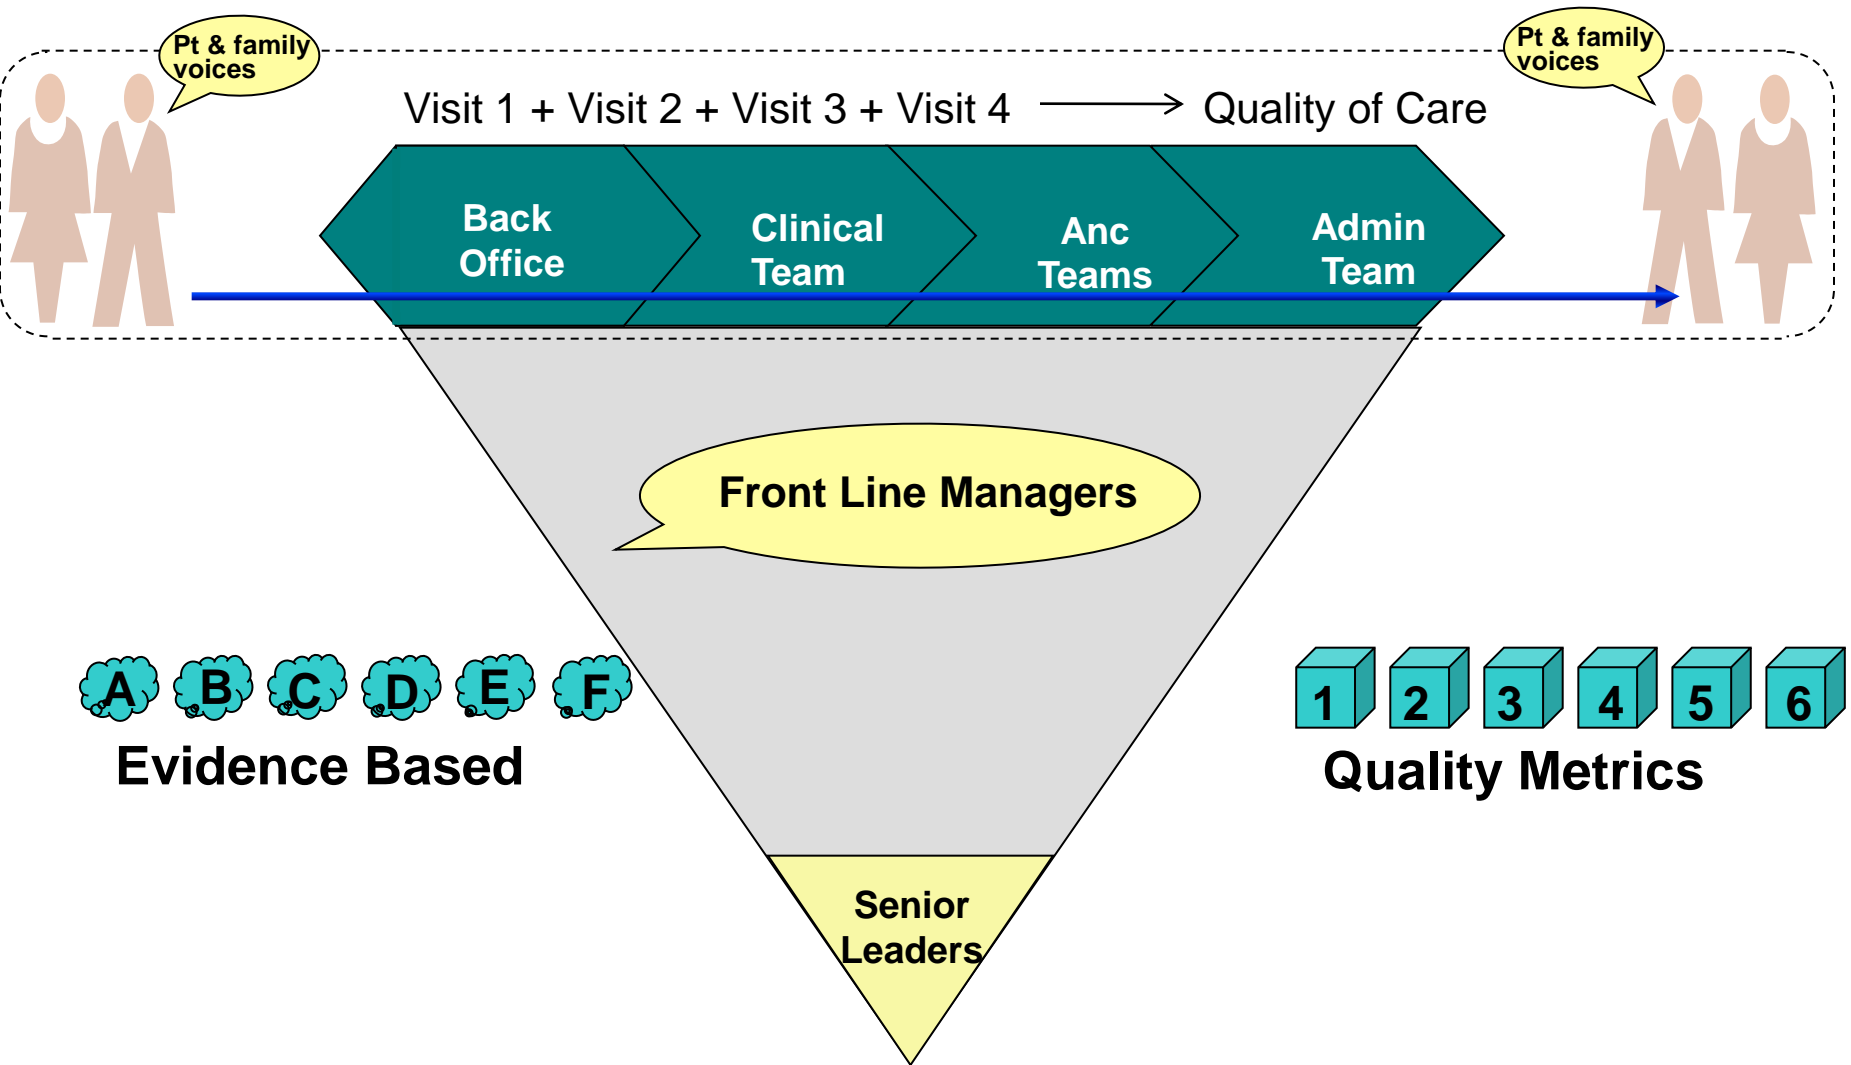 Pt & family
voices
Pt & family
voices
Visit 1 + Visit 2 + Visit 3 + Visit 4 → Quality of Care
Back
Office
Clinical
Team
Anc
Teams
Admin
Team
Front Line Managers
A B C D E F
Evidence Based
1 2 3 4 5 6
Quality Metrics
Senior
Leaders